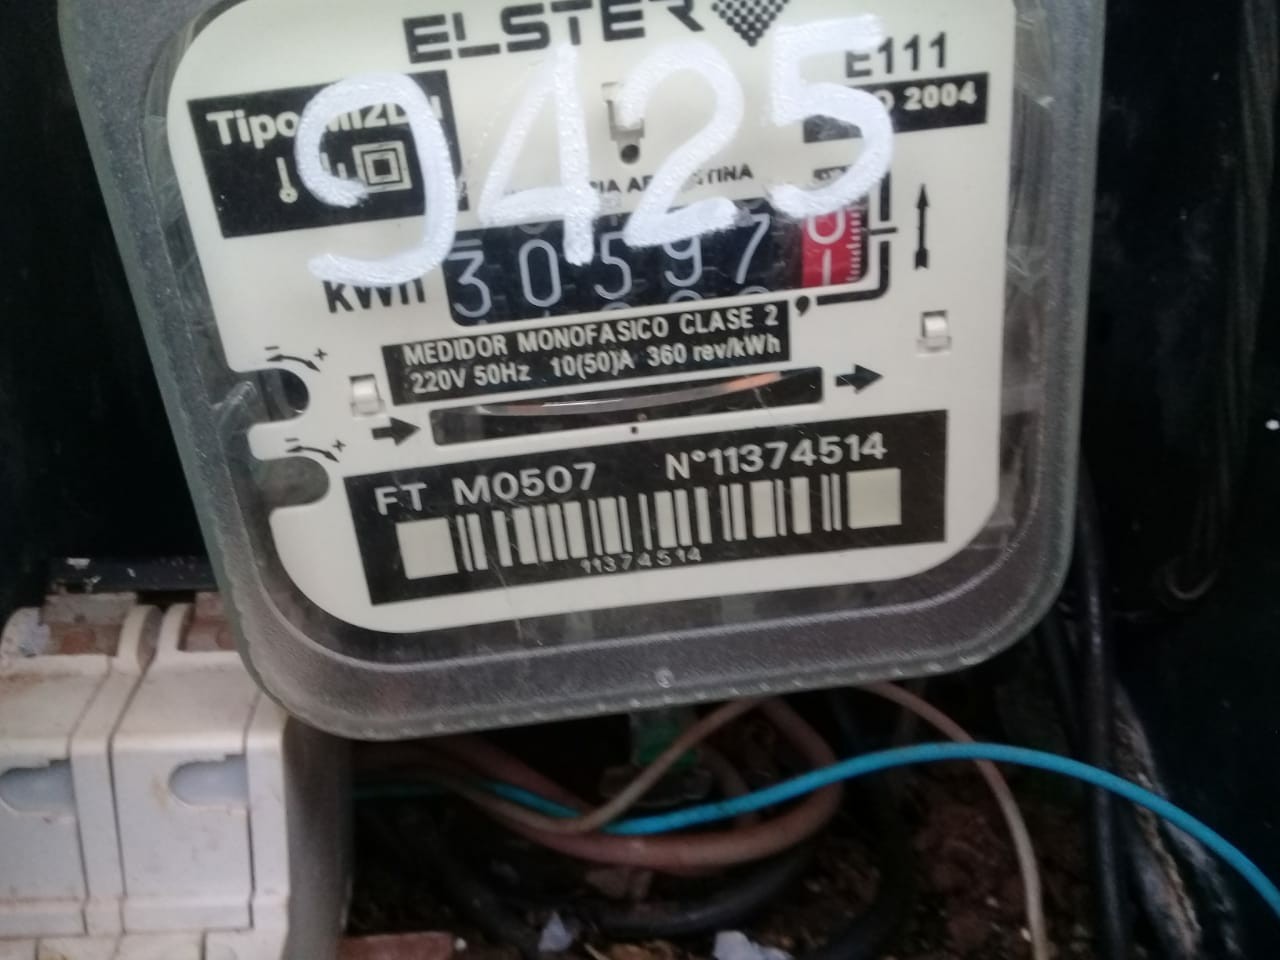 ELSTER
9425
E111
2004
Tipo
30597 0
kWh
MEDIDOR MONOFASICO CLASE 2
220V 50Hz 10(50)A 360 rev/kWh
- +
- +
FT M0507 N°11374514
11374514